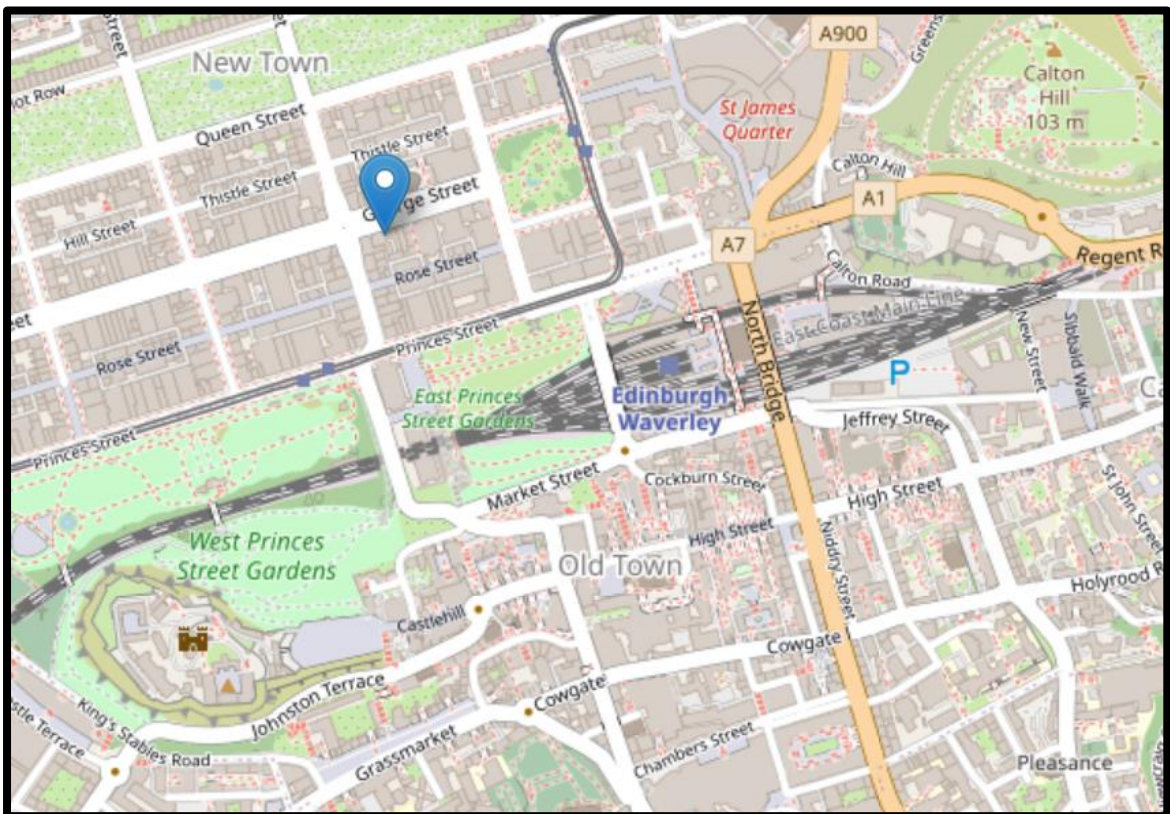 A900
Greens
New Town
Calton
Hill
103 m
St James
Quarter
Queen Street
Thistle Street
Calton Hill
Thistle Street
George Street
A1
Hill Street
A7
Rose Street
Calton Road
Regent R
East Coast Main Line
North Bridge
Princes Street
New Street
Sibbald Walk
Rose Street
P
East Princes
Street Gardens
Edinburgh
Waverley
Jeffrey Street
Princes Street
Market Street
Cockburn Street
High Street
St John Street
West Princes
Street Gardens
High Street
Niddry Street
Old Town
Holyrood R
Castlehill
Cowgate
Johnston Terrace
Cowgate
King's Stables Road
stle Terrace
Grassmarket
Chambers Street
Pleasance